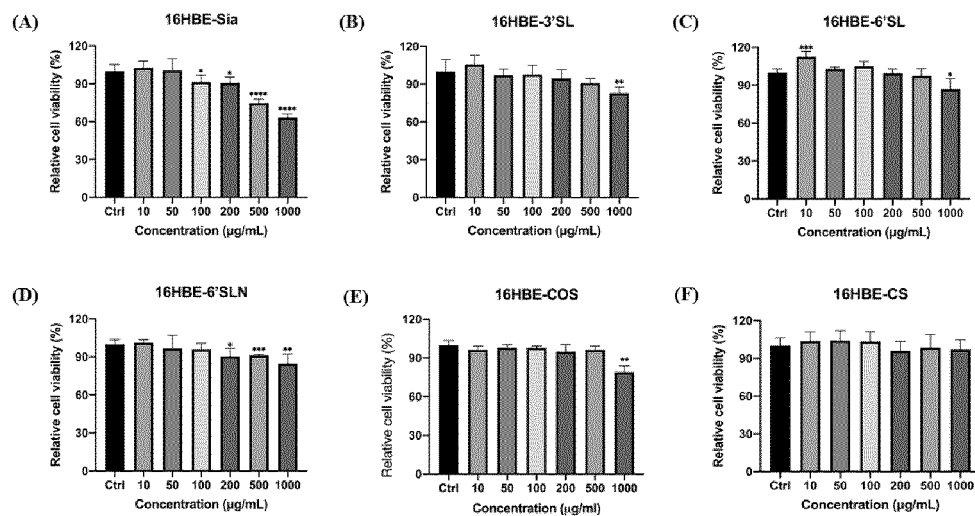 (A)
16HBE-Sia
Relative cell viability (%)
120
90
60
30
0
* * **** ****
Ctrl 10 50 100 200 500 1000
Concentration (μg/mL)
(B)
16HBE-3'SL
Relative cell viability (%)
120
90
60
30
0
**
Ctrl 10 50 100 200 500 1000
Concentration (μg/mL)
(C)
16HBE-6'SL
Relative cell viability (%)
120
90
60
30
0
*** *
Ctrl 10 50 100 200 500 1000
Concentration (μg/mL)
(D)
16HBE-6'SLN
Relative cell viability (%)
120
90
60
30
0
* *** **
Ctrl 10 50 100 200 500 1000
Concentration (μg/mL)
(E)
16HBE-COS
Relative cell viability (%)
120
90
60
30
0
**
Ctrl 10 50 100 200 500 1000
Concentration (μg/ml)
(F)
16HBE-CS
Relative cell viability (%)
120
90
60
30
0
Ctrl 10 50 100 200 500 1000
Concentration (μg/mL)